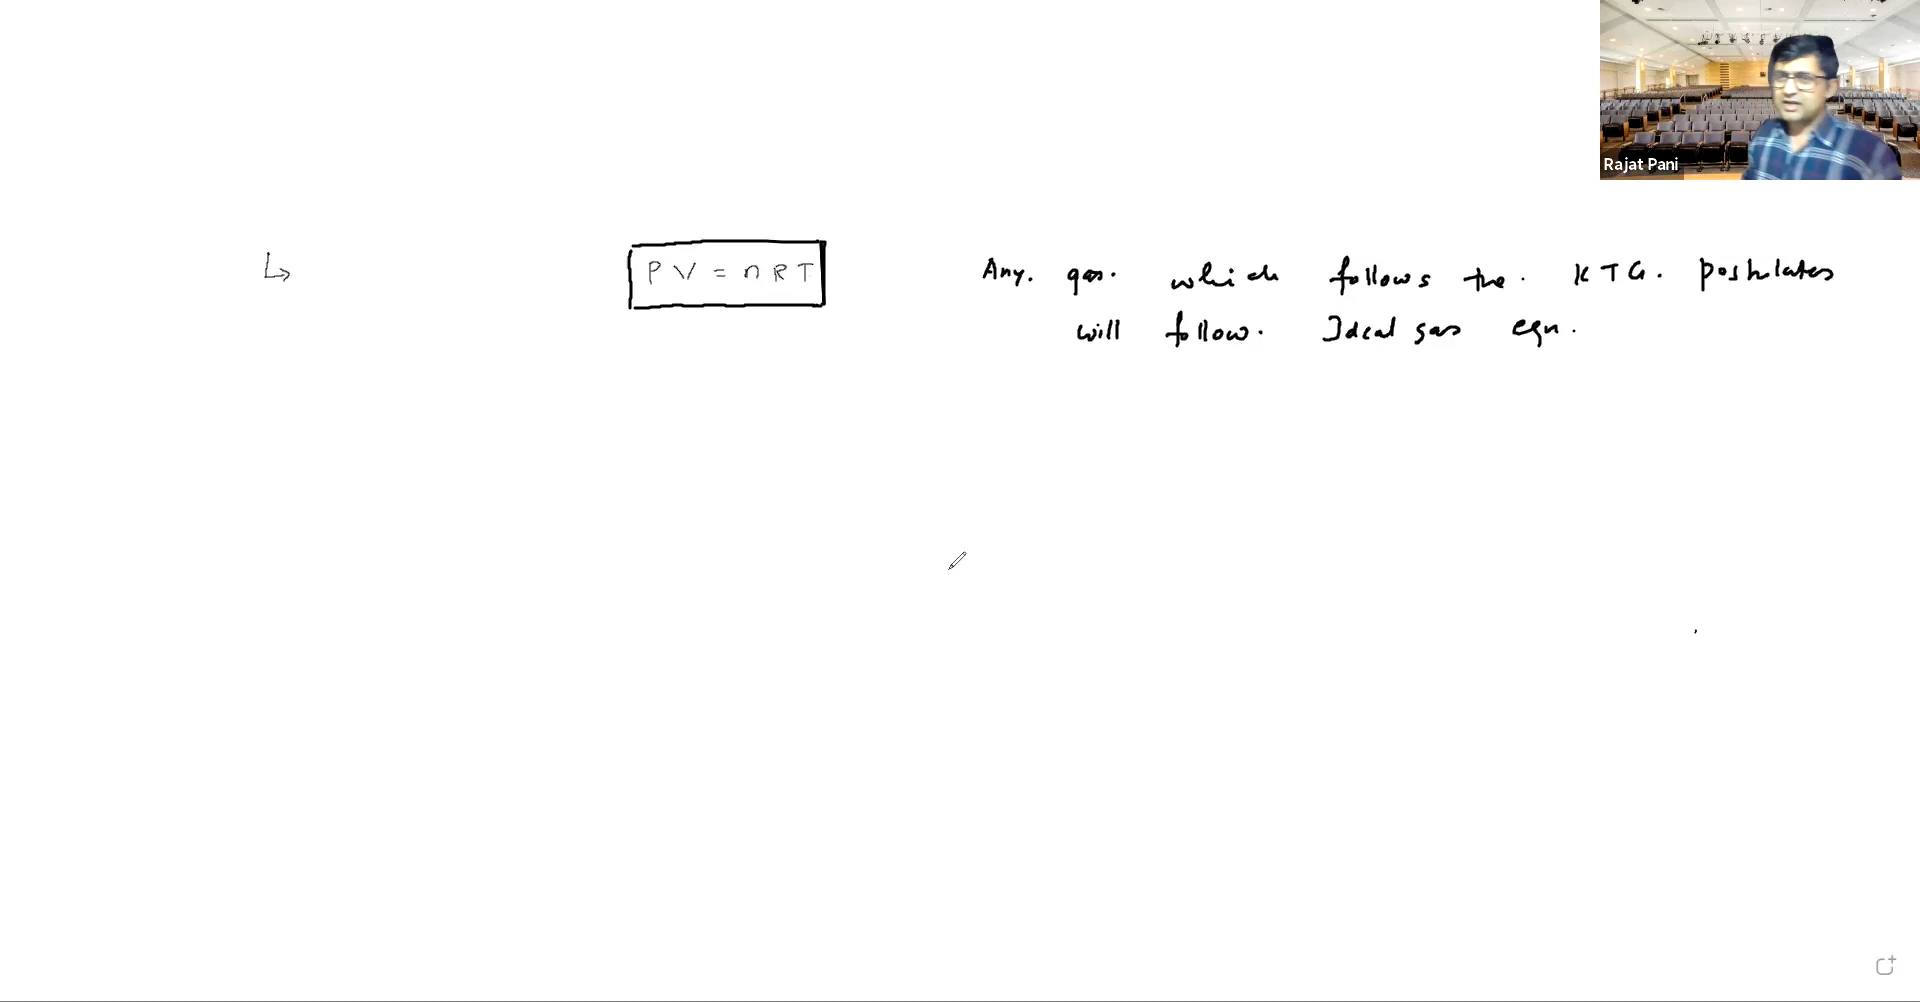 Rajat Pani
PV = nRT
Any. gas. which follows the. KTG. postulates
will follow. Ideal gas eqn.